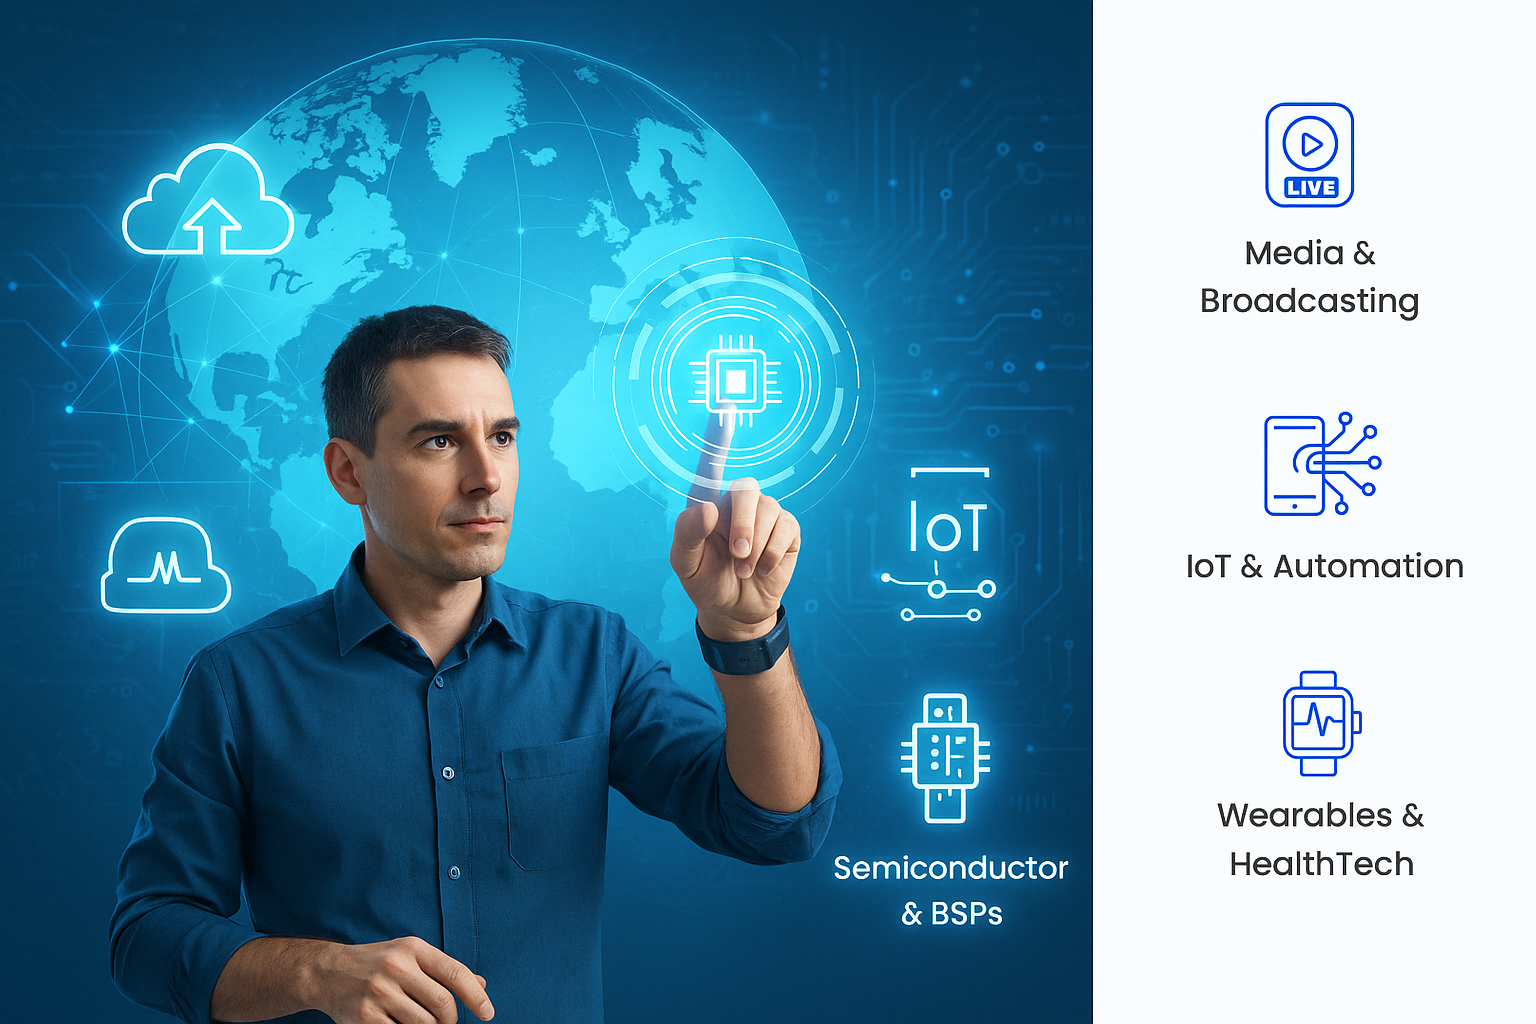 IoT
Semiconductor
& BSPs
LIVE
Media &
Broadcasting
IoT & Automation
Wearables &
HealthTech